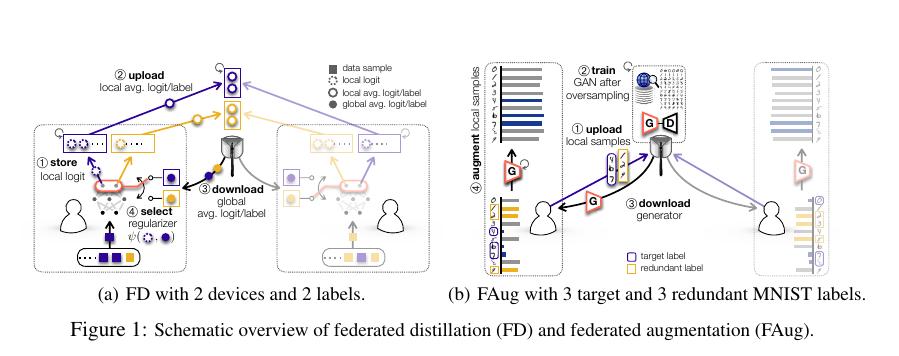 ② upload
local avg. logit/label
data sample
local logit
local avg. logit/label
global avg. logit/label
① store
local logit
③ download
global
avg. logit/label
④ select
regularizer
ψ( , )
④ augment local samples
② train
GAN after
oversampling
G D
① upload
local samples
G
G
G
③ download
generator
target label
redundant label
(a) FD with 2 devices and 2 labels.
(b) FAug with 3 target and 3 redundant MNIST labels.
Figure 1: Schematic overview of federated distillation (FD) and federated augmentation (FAug).